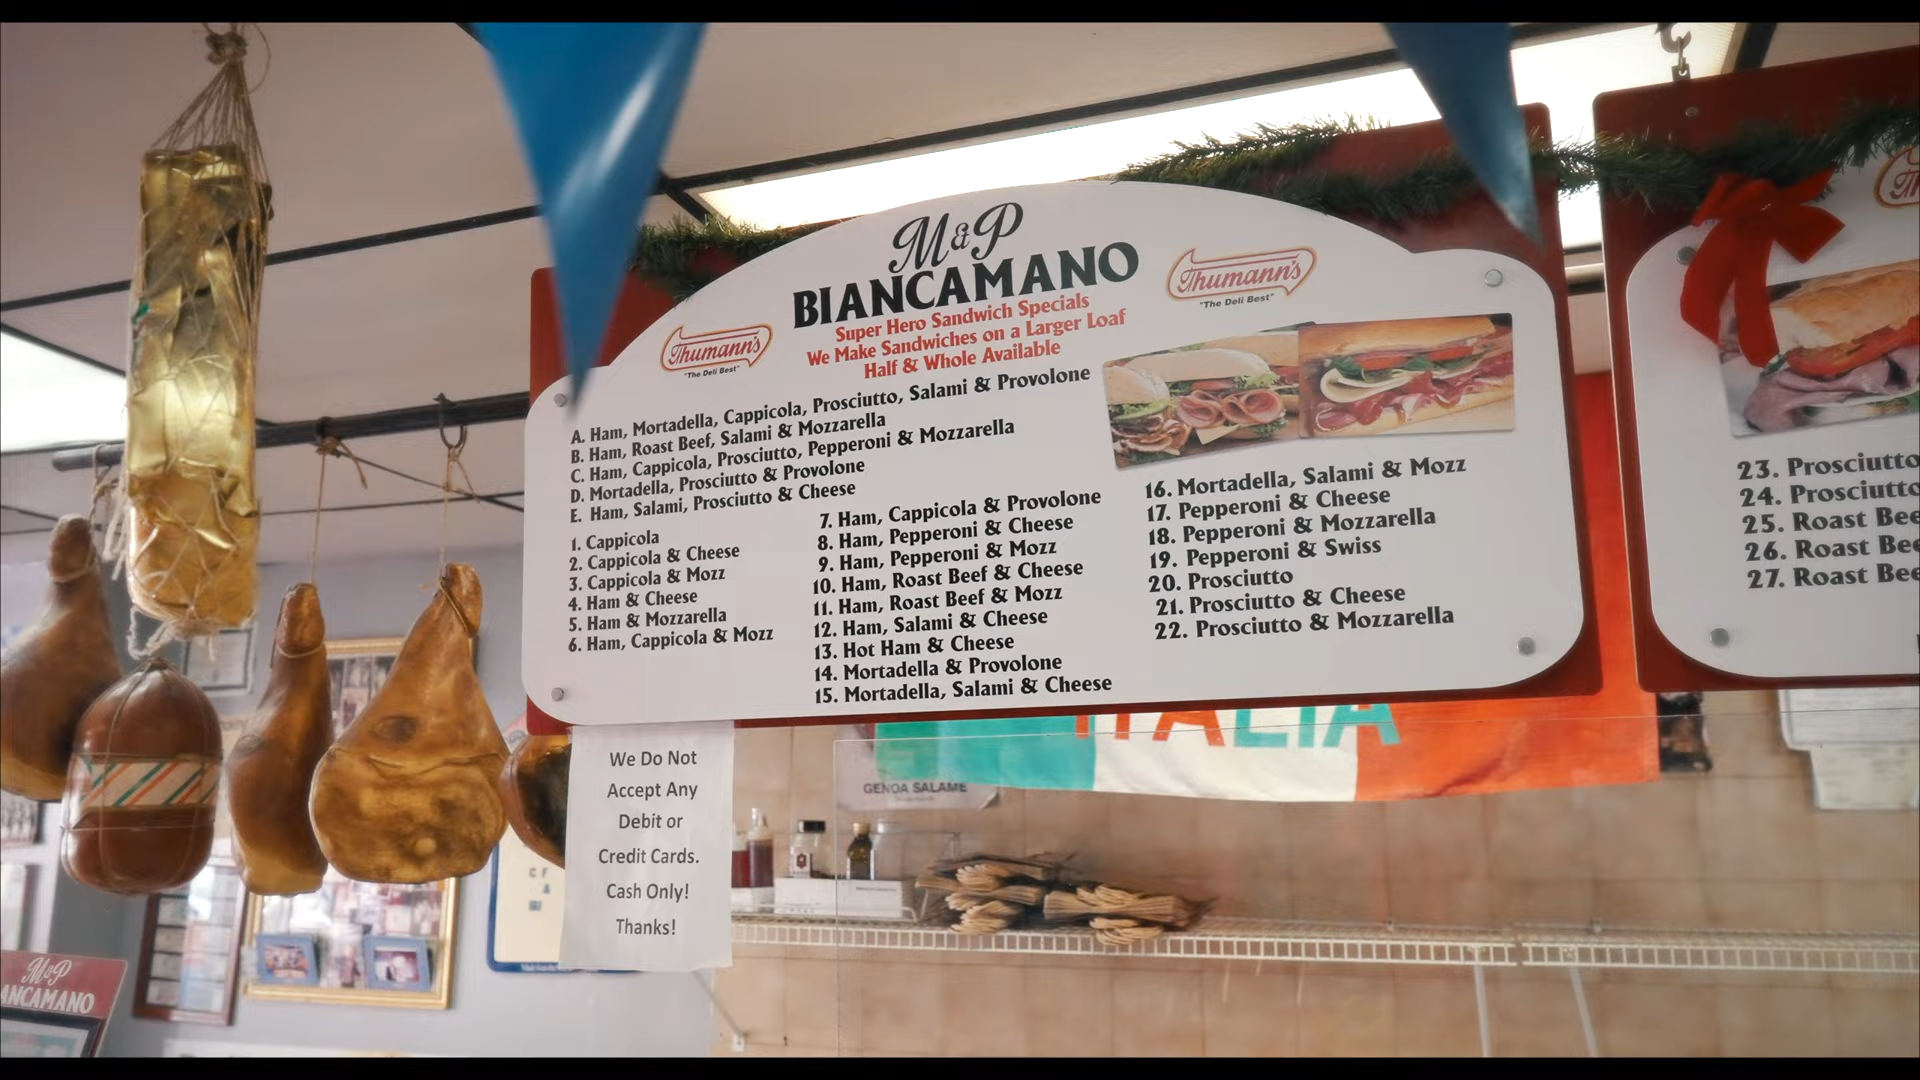 M&P
BIANCAMANO
Super Hero Sandwich Specials
We Make Sandwiches on a Larger Loaf
Half & Whole Available
Thumann's
"The Deli Best"
Thumann's
"The Deli Best"
A. Ham, Mortadella, Cappicola, Prosciutto, Salami & Provolone
B. Ham, Roast Beef, Salami & Mozzarella
C. Ham, Cappicola, Prosciutto, Pepperoni & Mozzarella
D. Mortadella, Prosciutto & Provolone
E. Ham, Salami, Prosciutto & Cheese
1. Cappicola
2. Cappicola & Cheese
3. Cappicola & Mozz
4. Ham & Cheese
5. Ham & Mozzarella
6. Ham, Cappicola & Mozz
7. Ham, Cappicola & Provolone
8. Ham, Pepperoni & Cheese
9. Ham, Pepperoni & Mozz
10. Ham, Roast Beef & Cheese
11. Ham, Roast Beef & Mozz
12. Ham, Salami & Cheese
13. Hot Ham & Cheese
14. Mortadella & Provolone
15. Mortadella, Salami & Cheese
16. Mortadella, Salami & Mozz
17. Pepperoni & Cheese
18. Pepperoni & Mozzarella
19. Pepperoni & Swiss
20. Prosciutto
21. Prosciutto & Cheese
22. Prosciutto & Mozzarella
23. Prosciutto
24. Prosciutto
25. Roast Bee
26. Roast Bee
27. Roast Bee
We Do Not
Accept Any
Debit or
Credit Cards.
Cash Only!
Thanks!
ITALIA
GENOA SALAME
M&P
ANCAMANO